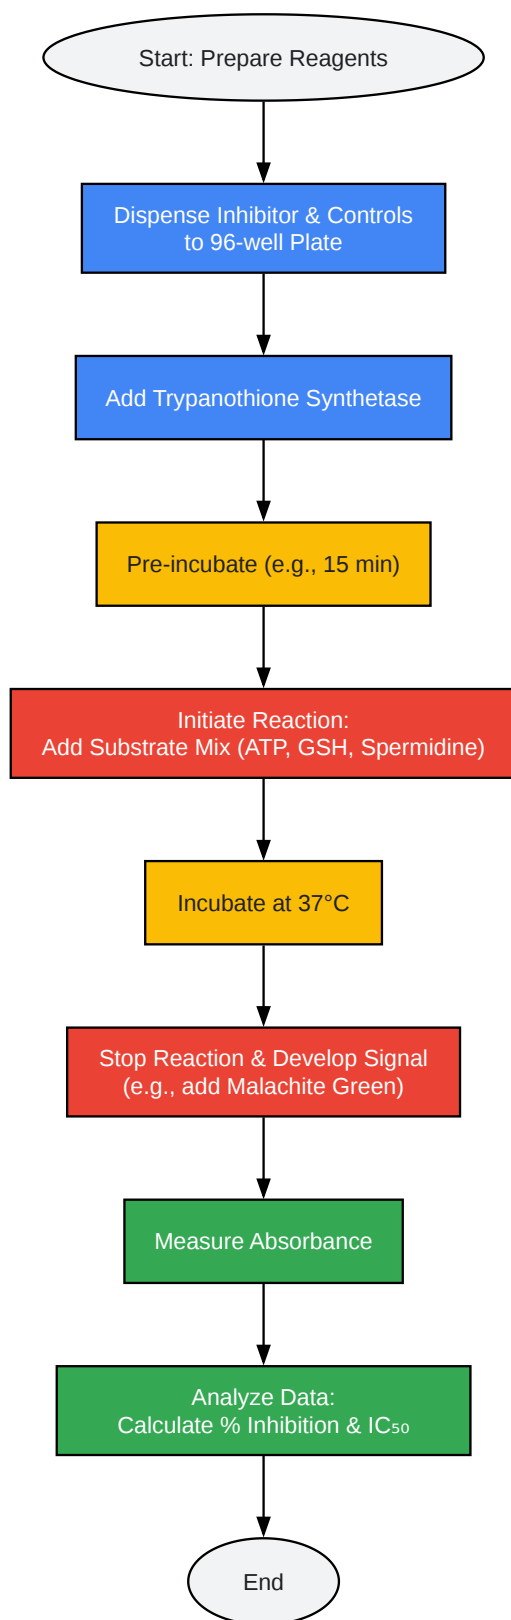 Start: Prepare Reagents
Dispense Inhibitor & Controls
to 96-well Plate
Add Trypanothione Synthetase
Pre-incubate (e.g., 15 min)
Initiate Reaction:
Add Substrate Mix (ATP, GSH, Spermidine)
Incubate at 37°C
Stop Reaction & Develop Signal
(e.g., add Malachite Green)
Measure Absorbance
Analyze Data:
Calculate % Inhibition & IC₅₀
End